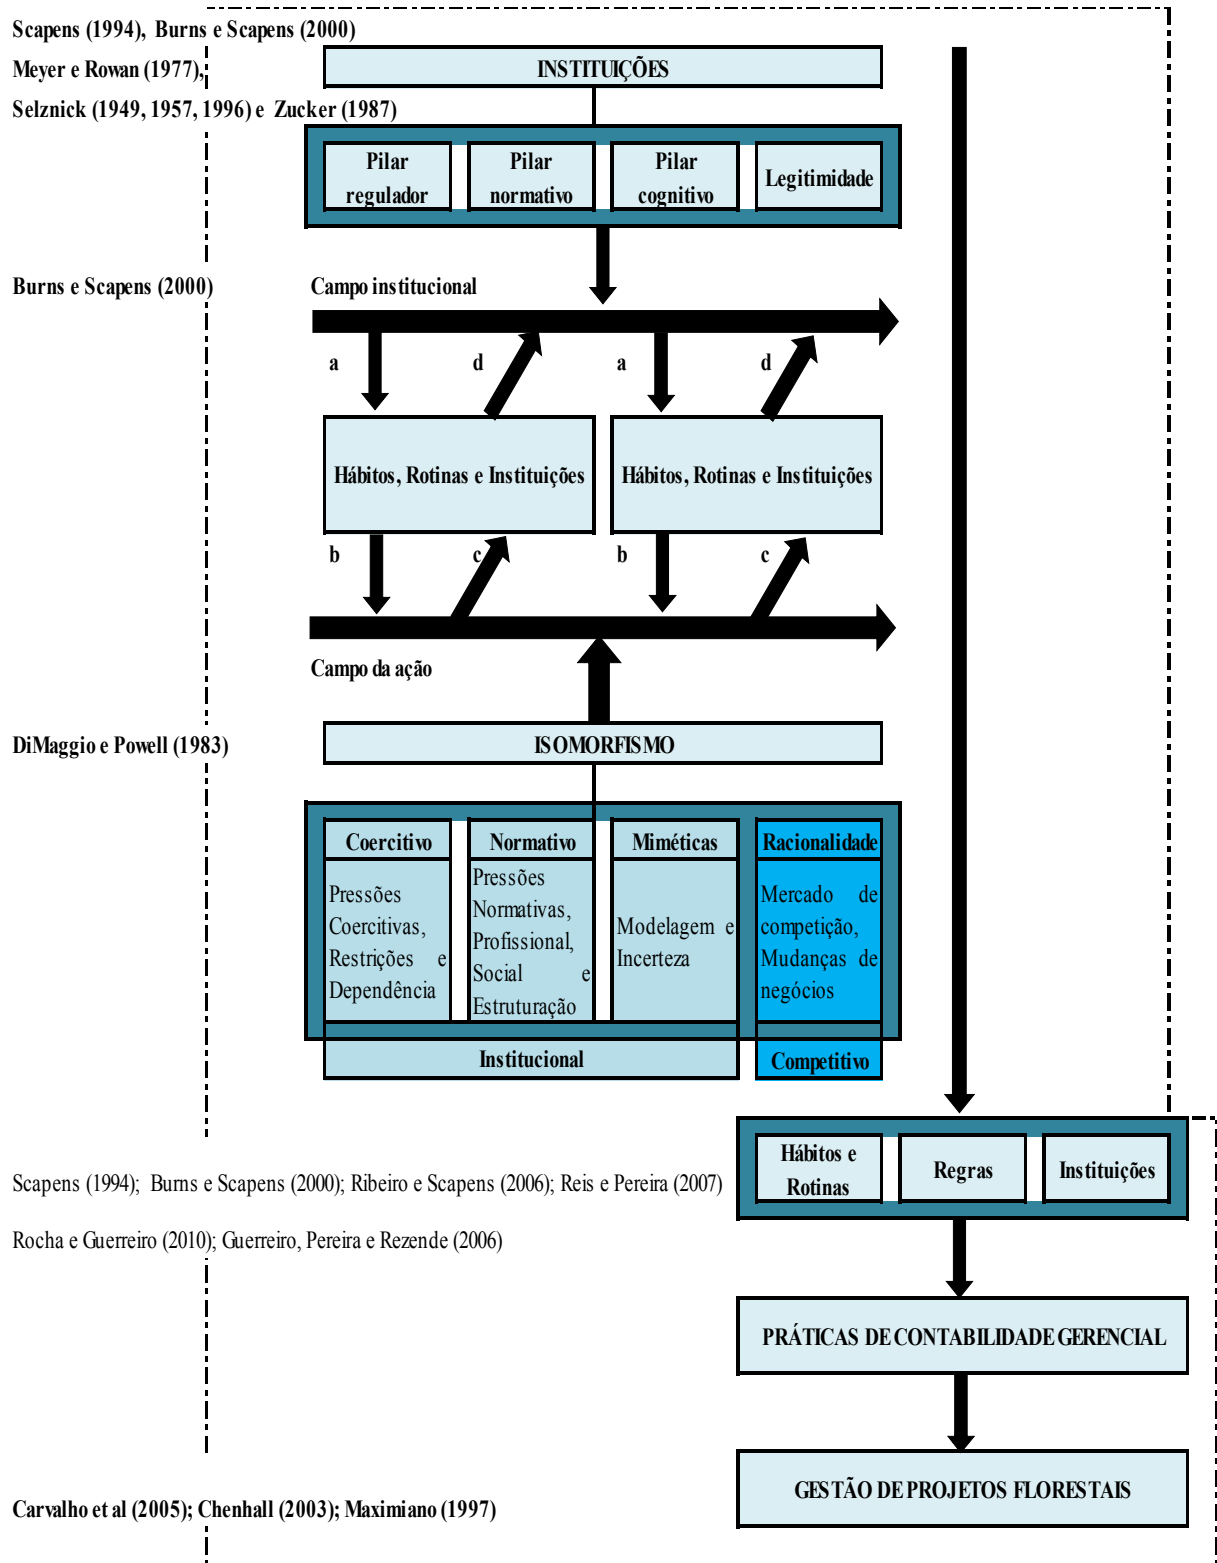 Scapens (1994), Burns e Scapens (2000)
Meyer e Rowan (1977),
Selznick (1949, 1957, 1996) e Zucker (1987)
INSTITUIÇÕES
Pilar
regulador
Pilar
normativo
Pilar
cognitivo
Legitimidade
Burns e Scapens (2000)
Campo institucional
a
d
a
d
Hábitos, Rotinas e Instituições
Hábitos, Rotinas e Instituições
b
c
b
c
Campo da ação
DiMaggio e Powell (1983)
ISOMORFISMO
Coercitivo
Pressões
Coercitivas,
Restrições e
Dependência
Normativo
Pressões
Normativas,
Profissional,
Social e
Estruturação
Miméticas
Modelagem e
Incerteza
Racionalidade
Mercado de
competição,
Mudanças de
negócios
Institucional
Competitivo
Hábitos e
Rotinas
Regras
Instituições
Scapens (1994); Burns e Scapens (2000); Ribeiro e Scapens (2006); Reis e Pereira (2007)
Rocha e Guerreiro (2010); Guerreiro, Pereira e Rezende (2006)
PRÁTICAS DE CONTABILIDADE GERENCIAL
GESTÃO DE PROJETOS FLORESTAIS
Carvalho et al (2005); Chenhall (2003); Maximiano (1997)